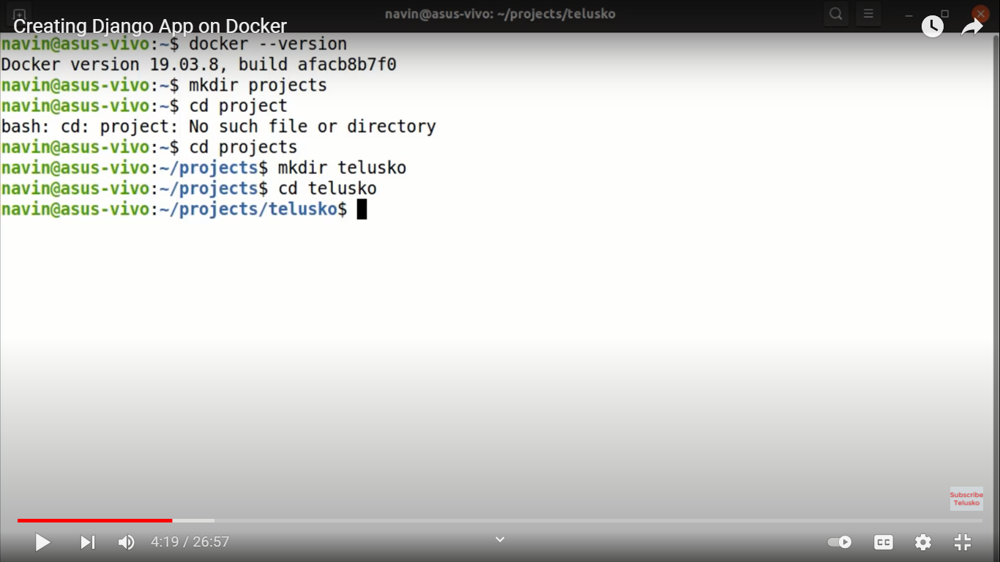 navin@asus-vivo: ~/projects/telusko
Creating Django App on Docker
navin@asus-vivo:~$ docker --version
Docker version 19.03.8, build afacb8b7f0
navin@asus-vivo:~$ mkdir projects
navin@asus-vivo:~$ cd project
bash: cd: project: No such file or directory
navin@asus-vivo:~$ cd projects
navin@asus-vivo:~/projects$ mkdir telusko
navin@asus-vivo:~/projects$ cd telusko
navin@asus-vivo:~/projects/telusko$
Subscribe
Telusko
4:19 / 26:57
CC